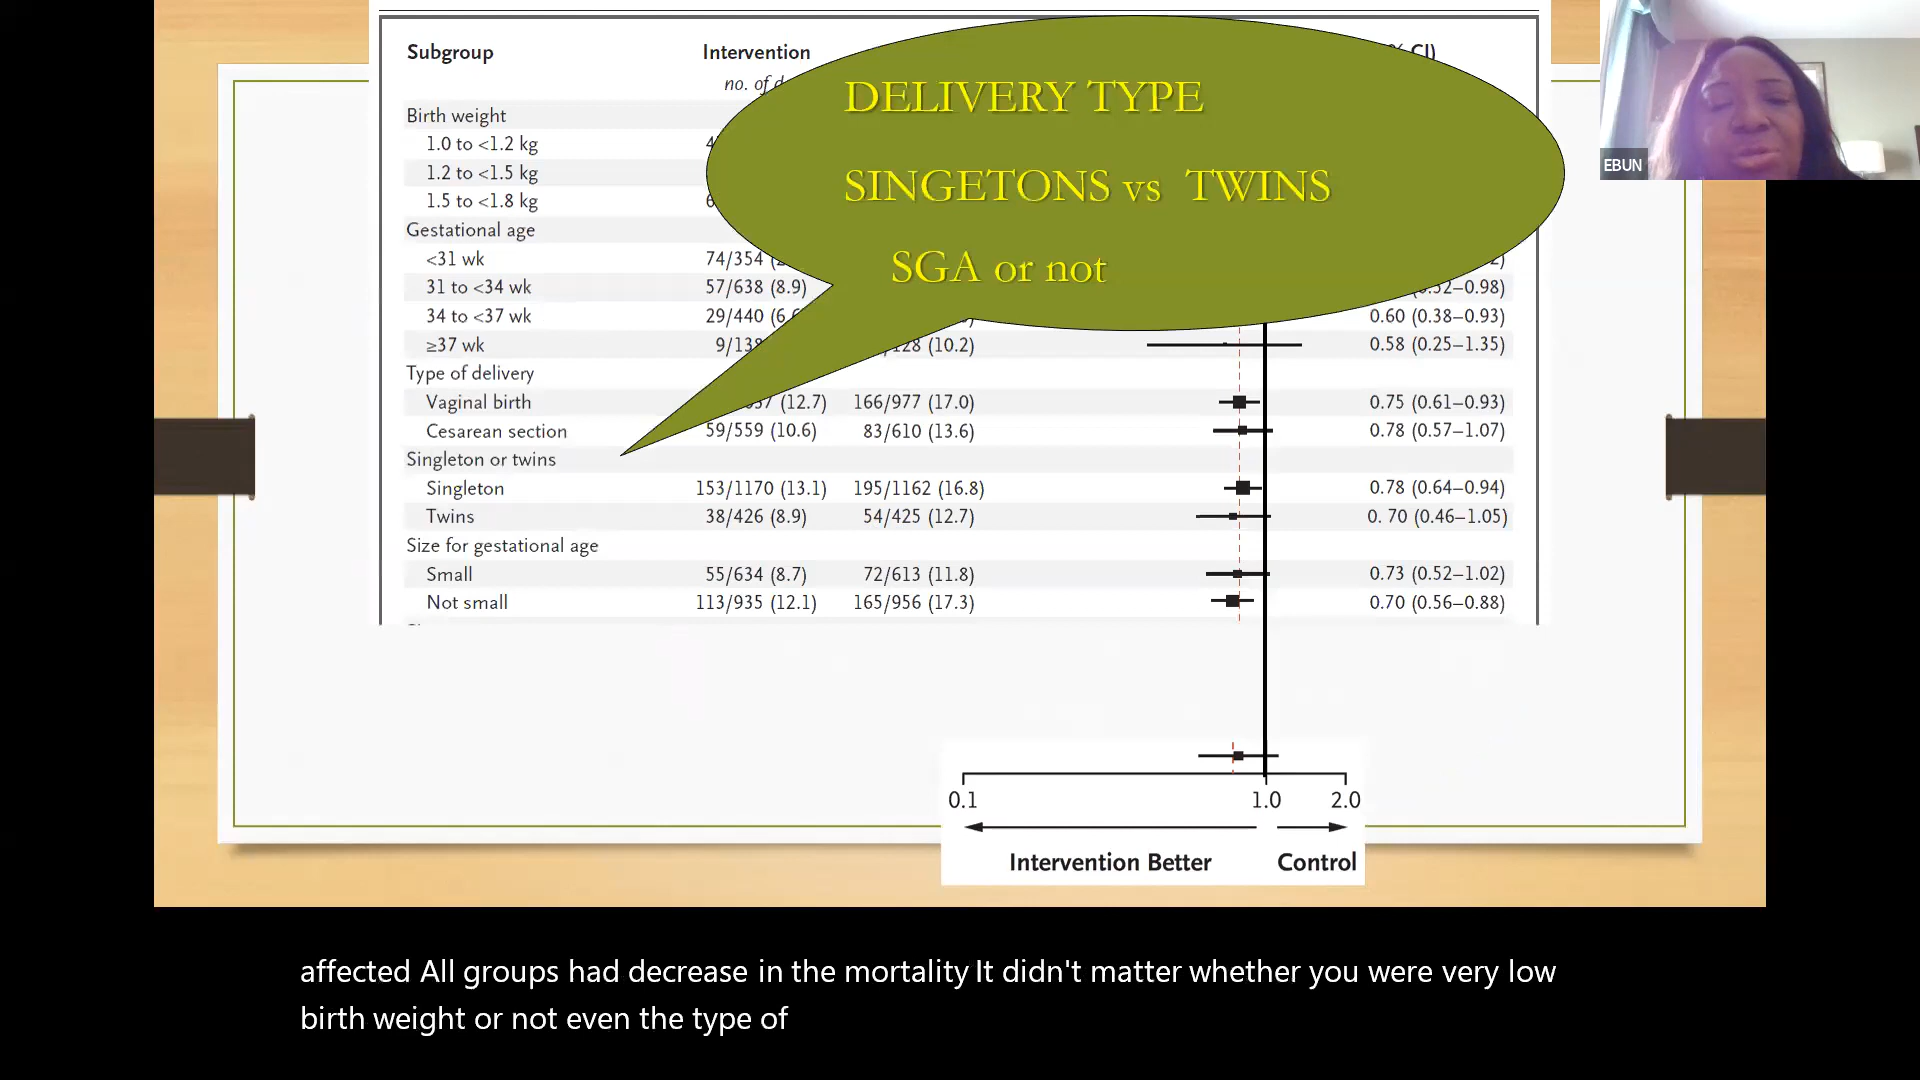 Subgroup Intervention CI)
no. of
DELIVERY TYPE
SINGETONS vs TWINS
SGA or not
EBUN
Birth weight
1.0 to <1.2 kg
1.2 to <1.5 kg
1.5 to <1.8 kg
Gestational age
<31 wk 74/354
31 to <34 wk 57/638 (8.9) –0.98)
34 to <37 wk 29/440 0.60 (0.38–0.93)
≥37 wk (10.2) 0.58 (0.25–1.35)
Type of delivery
Vaginal birth (12.7) 166/977 (17.0) 0.75 (0.61–0.93)
Cesarean section 59/559 (10.6) 83/610 (13.6) 0.78 (0.57–1.07)
Singleton or twins
Singleton 153/1170 (13.1) 195/1162 (16.8) 0.78 (0.64–0.94)
Twins 38/426 (8.9) 54/425 (12.7) 0. 70 (0.46–1.05)
Size for gestational age
Small 55/634 (8.7) 72/613 (11.8) 0.73 (0.52–1.02)
Not small 113/935 (12.1) 165/956 (17.3) 0.70 (0.56–0.88)
0.1 1.0 2.0
Intervention Better Control
affected All groups had decrease in the mortality It didn't matter whether you were very low
birth weight or not even the type of